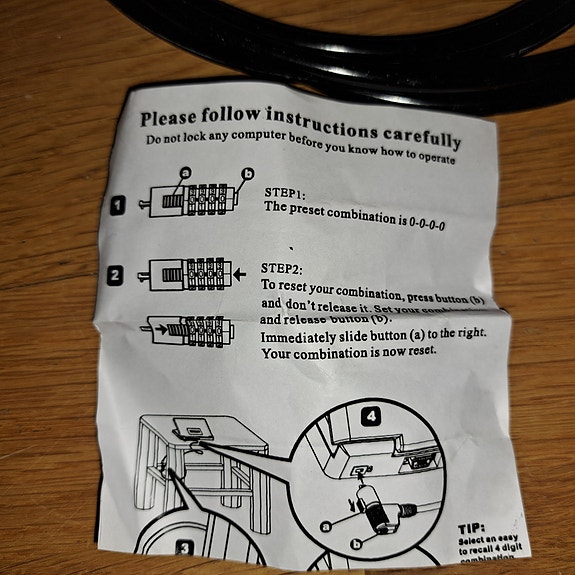 Please follow instructions carefully
Do not lock any computer before you know how to operate
a
b
1
STEP1:
The preset combination is 0-0-0-0
2
STEP2:
To reset your combination, press button (b)
and don't release it. Set your
and release button (b).
Immediately slide button (a) to the right.
Your combination is now reset.
4
a
b
3
TIP:
Select an easy
to recall 4 digit
combination